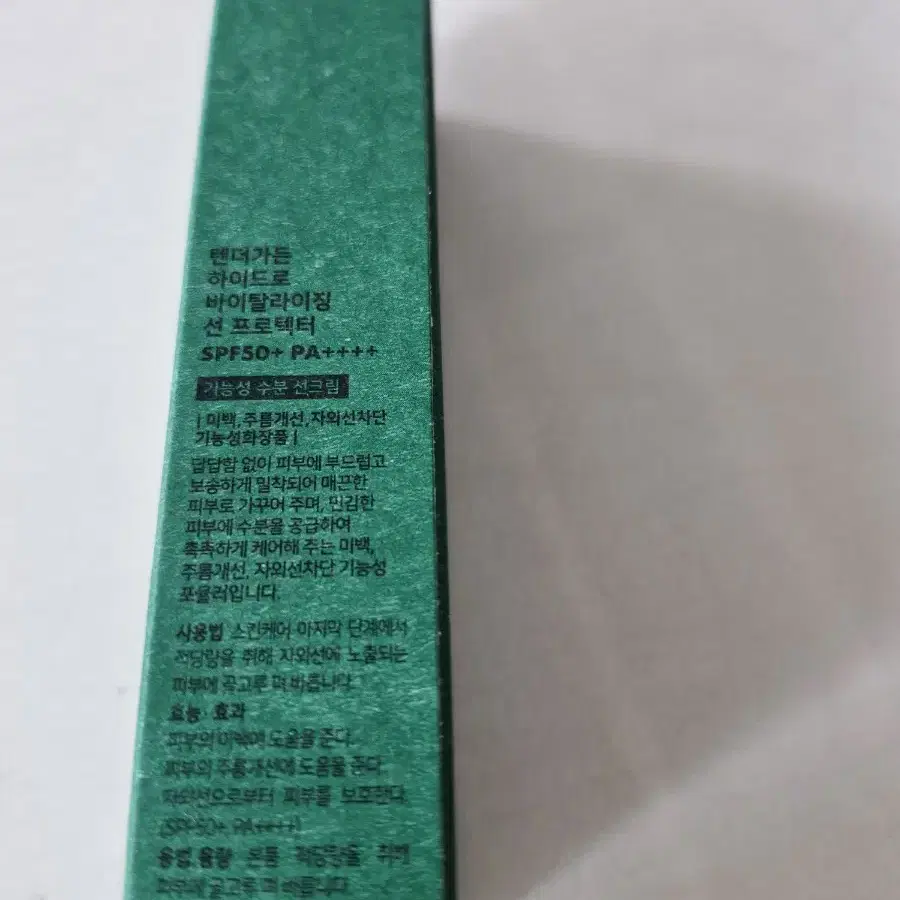 텐더가든
하이드로
바이탈라이징
선 프로텍터
SPF50+ PA++++
기능성 수분 선크림
| 미백,주름개선,자외선차단
기능성화장품 |
답답함 없이 피부에 부드럽고
보송하게 밀착되어 매끈한
피부로 가꾸어 주며, 민감한
피부에 수분을 공급하여
촉촉하게 케어해 주는 미백,
주름개선, 자외선차단 기능성
포뮬러입니다.
사용법 스킨케어 마지막 단계에서
적당량을 취해 자외선에 노출되는
피부에 골고루 펴 바릅니다.
효능·효과
피부의 미백에 도움을 준다.
피부의 주름개선에 도움을 준다.
자외선으로부터 피부를 보호한다.
(SPF50+ PA++++)
용법,용량 본품 적당량을 취해
피부에 골고루 펴 바릅니다.